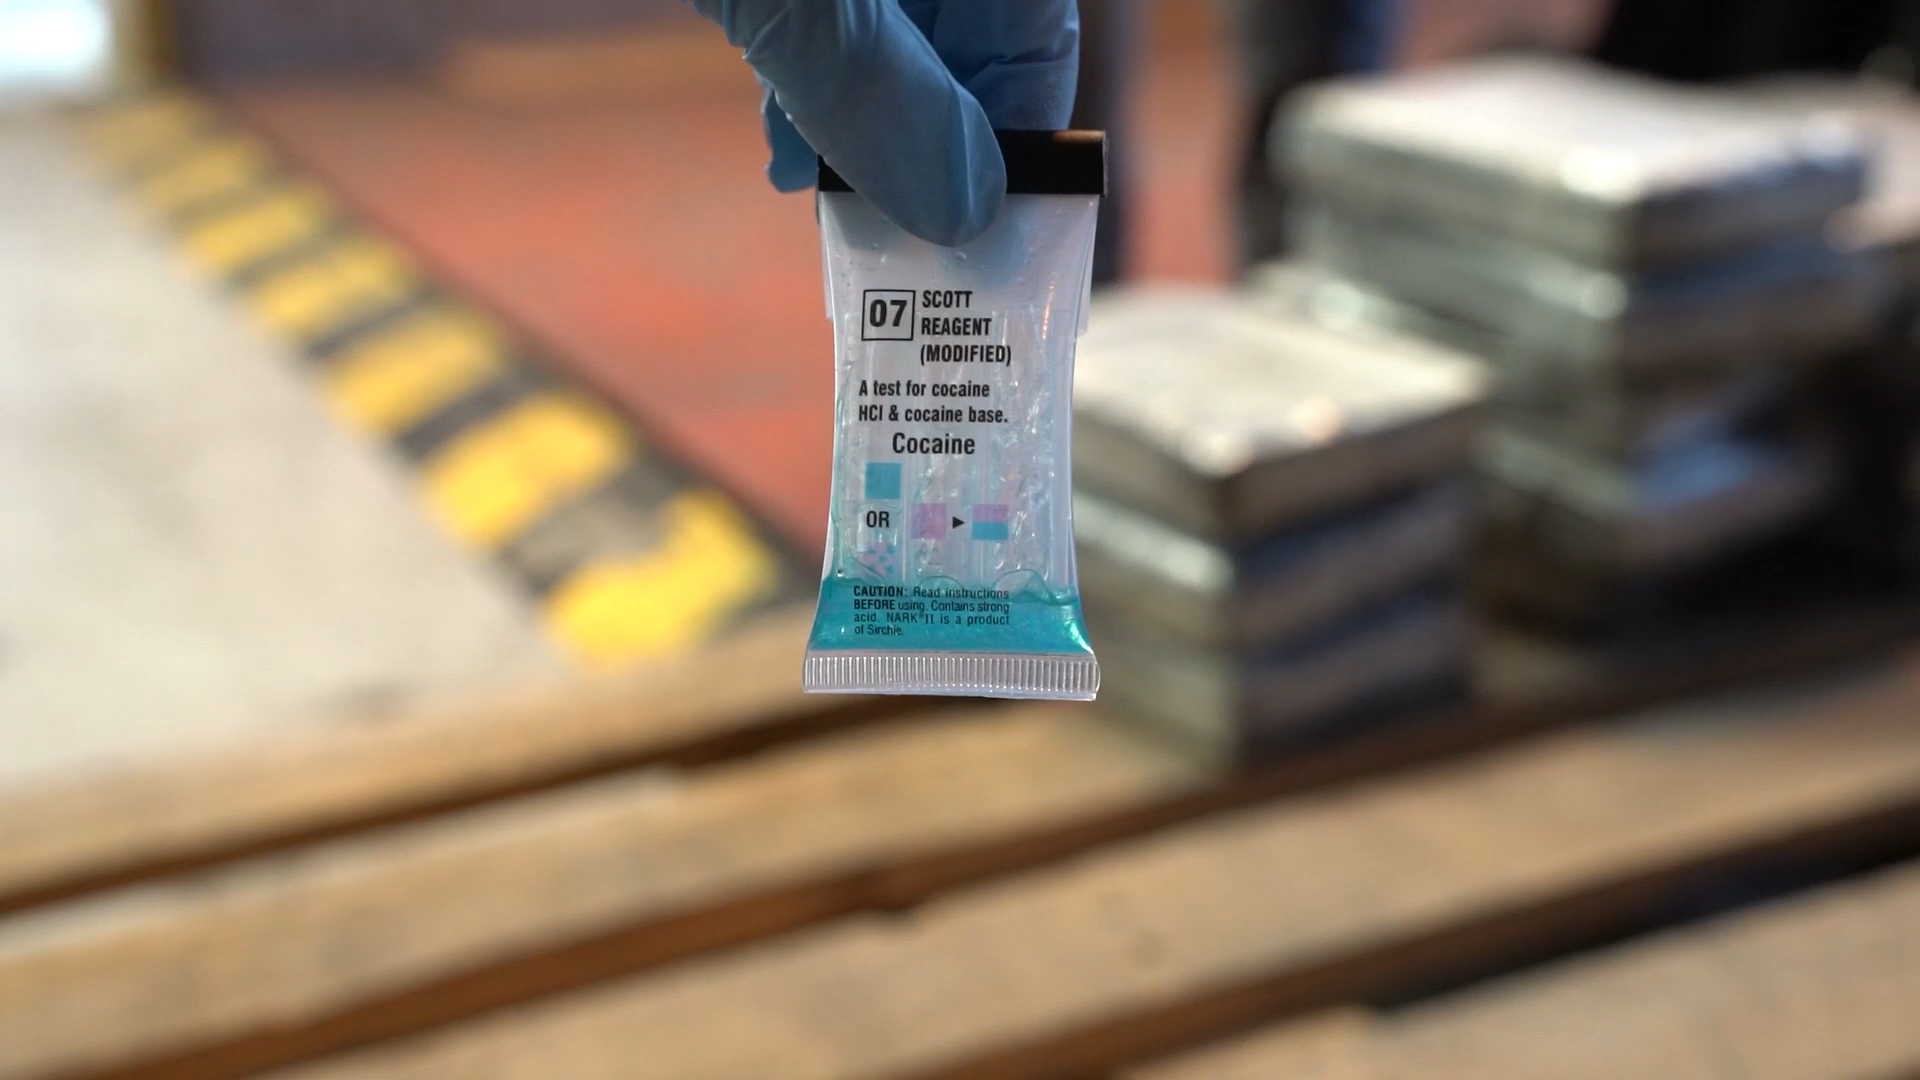 07 SCOTT
REAGENT
(MODIFIED)
A test for cocaine
HCl & cocaine base.
Cocaine
OR
CAUTION: Read instructions
BEFORE using. Contains strong
acid. NARK®II is a product
of Sirchie.